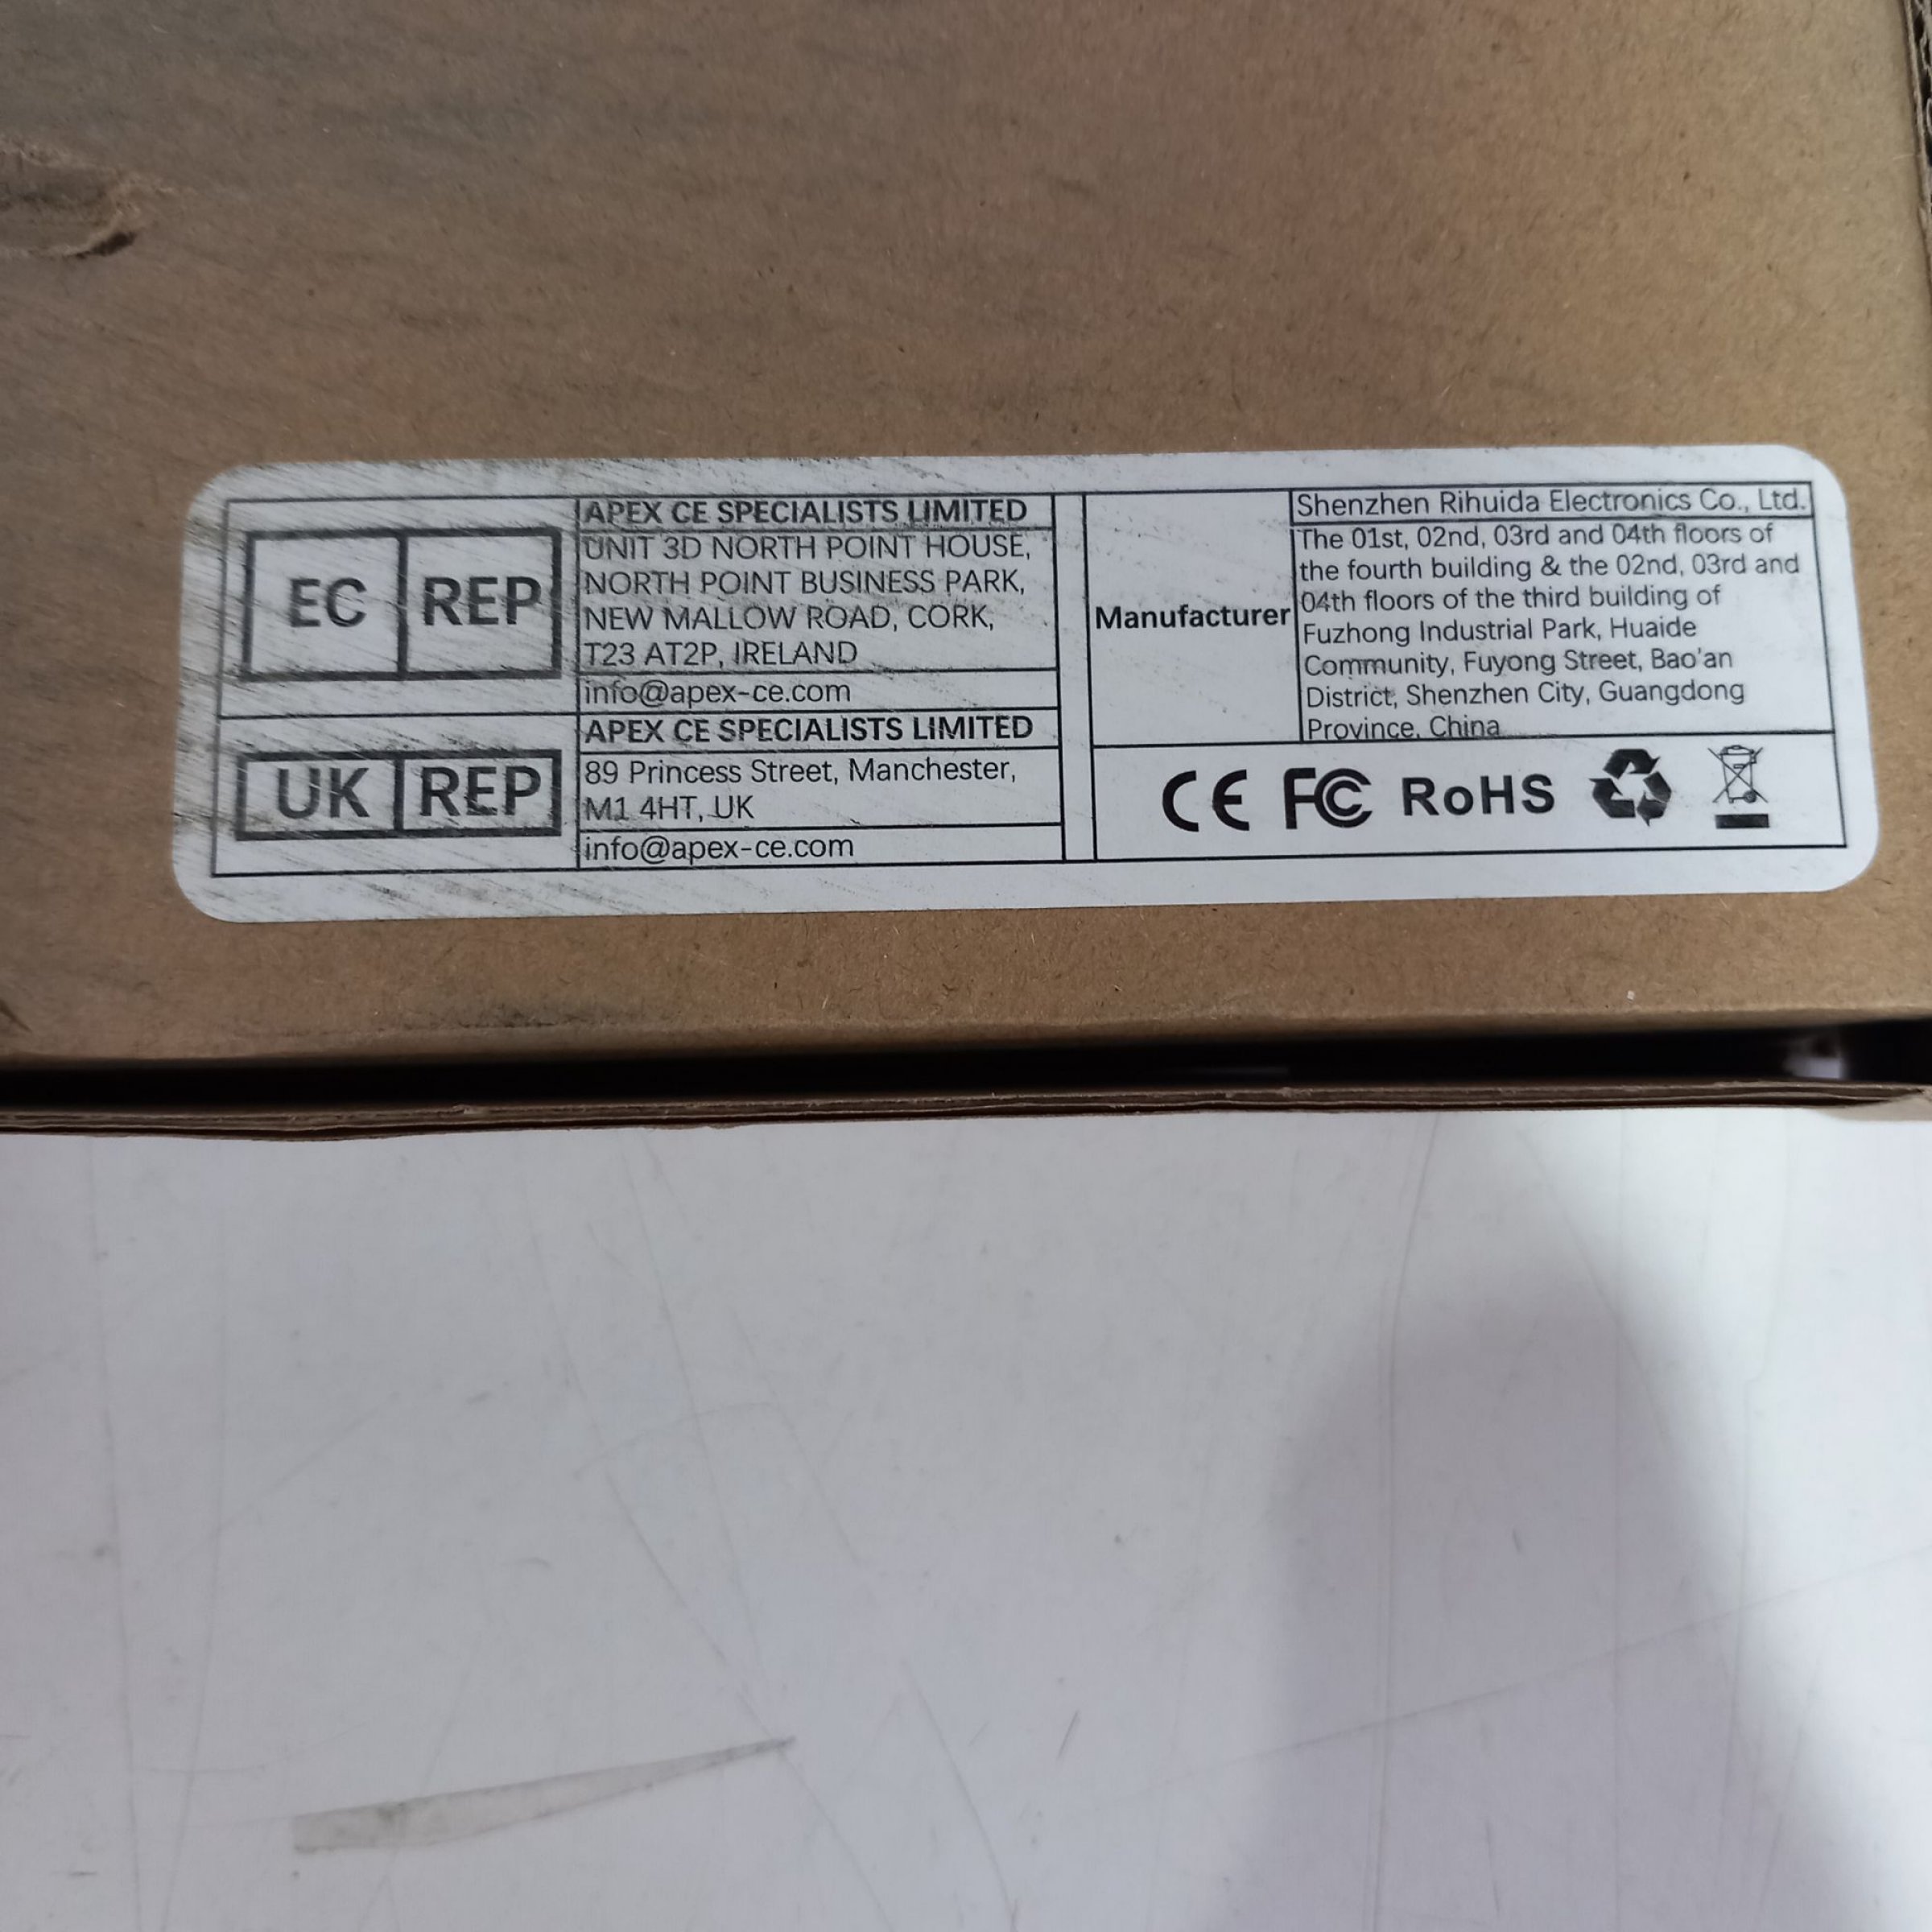 EC REP
APEX CE SPECIALISTS LIMITED
UNIT 3D NORTH POINT HOUSE,
NORTH POINT BUSINESS PARK,
NEW MALLOW ROAD, CORK,
T23 AT2P, IRELAND
info@apex-ce.com
UK REP
APEX CE SPECIALISTS LIMITED
89 Princess Street, Manchester,
M1 4HT, UK
info@apex-ce.com
Manufacturer
Shenzhen Rihuida Electronics Co., Ltd.
The 01st, 02nd, 03rd and 04th floors of
the fourth building & the 02nd, 03rd and
04th floors of the third building of
Fuzhong Industrial Park, Huaide
Community, Fuyong Street, Bao'an
District, Shenzhen City, Guangdong
Province, China
CE FC RoHS